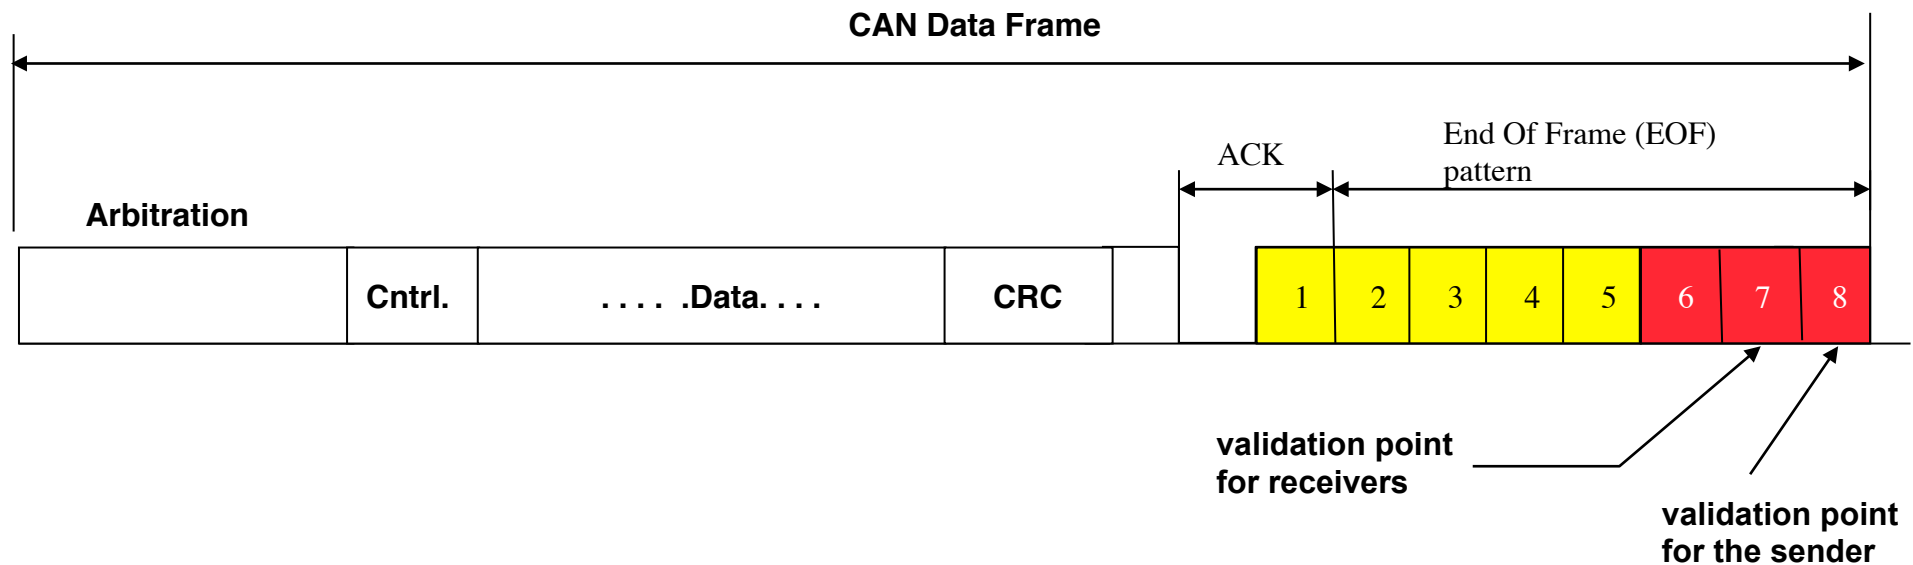 CAN Data Frame
End Of Frame (EOF)
pattern
ACK
Arbitration
Cntrl.
. . . . .Data. . . .
CRC
1 2 3 4 5 6 7 8
validation point
for receivers
validation point
for the sender